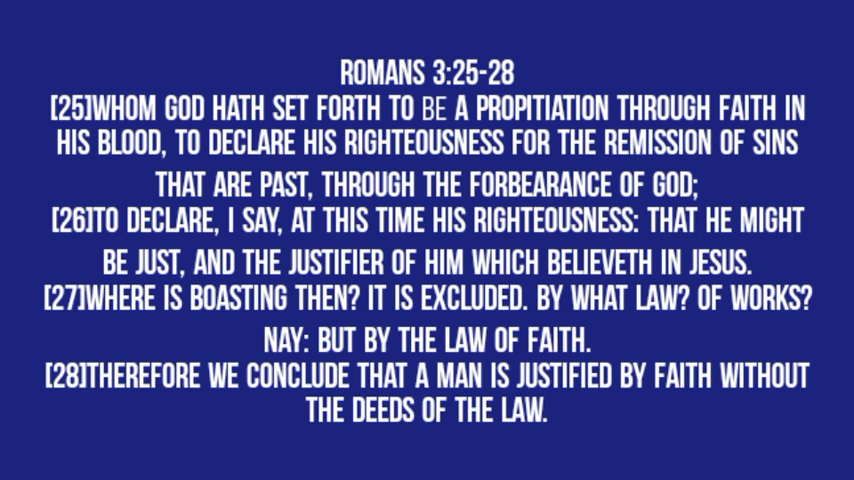 ROMANS 3:25-28
[25]WHOM GOD HATH SET FORTH TO BE A PROPITIATION THROUGH FAITH IN
HIS BLOOD, TO DECLARE HIS RIGHTEOUSNESS FOR THE REMISSION OF SINS
THAT ARE PAST, THROUGH THE FORBEARANCE OF GOD;
[26]TO DECLARE, I SAY, AT THIS TIME HIS RIGHTEOUSNESS: THAT HE MIGHT
BE JUST, AND THE JUSTIFIER OF HIM WHICH BELIEVETH IN JESUS.
[27]WHERE IS BOASTING THEN? IT IS EXCLUDED. BY WHAT LAW? OF WORKS?
NAY: BUT BY THE LAW OF FAITH.
[28]THEREFORE WE CONCLUDE THAT A MAN IS JUSTIFIED BY FAITH WITHOUT
THE DEEDS OF THE LAW.